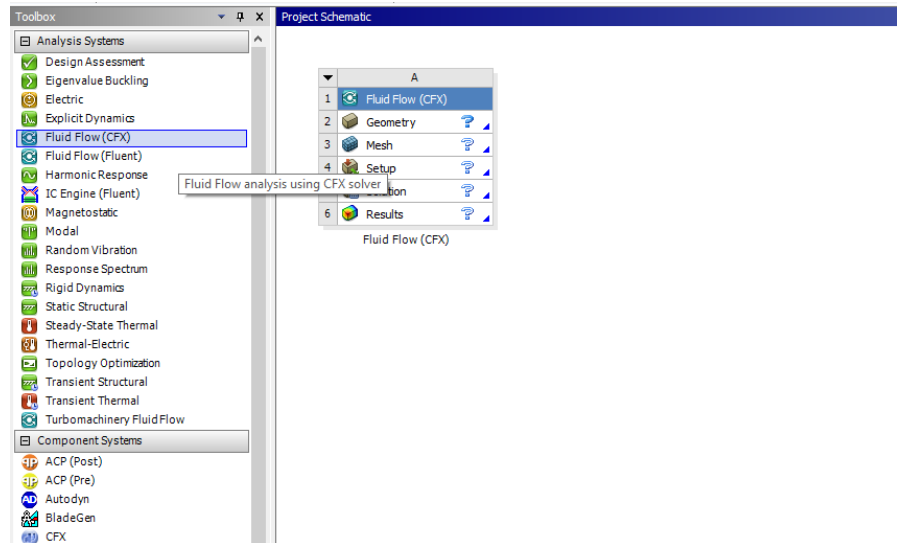 Toolbox
Analysis Systems
Design Assessment
Eigenvalue Buckling
Electric
Explicit Dynamics
Fluid Flow (CFX)
Fluid Flow (Fluent)
Harmonic Response
IC Engine (Fluent)
Magnetostatic
Modal
Random Vibration
Response Spectrum
Rigid Dynamics
Static Structural
Steady-State Thermal
Thermal-Electric
Topology Optimization
Transient Structural
Transient Thermal
Turbomachinery Fluid Flow
Component Systems
ACP (Post)
ACP (Pre)
Autodyn
BladeGen
CFX
Fluid Flow analysis using CFX solver
Project Schematic
A
1 Fluid Flow (CFX)
2 Geometry ?
3 Mesh ?
4 Setup ?
?
6 Results ?
Fluid Flow (CFX)